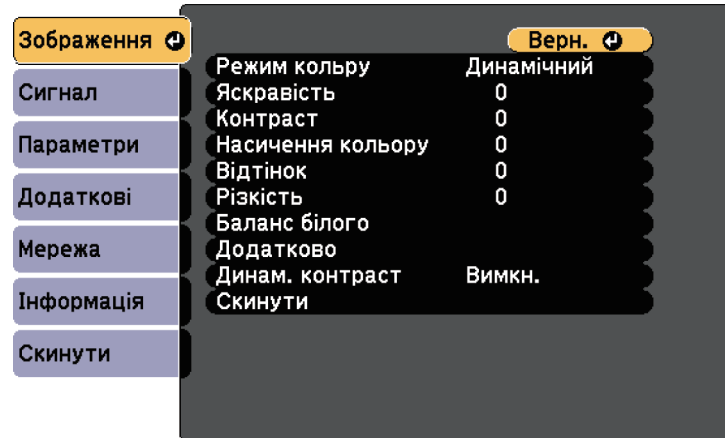 Зображення
Сигнал
Параметри
Додаткові
Мережа
Інформація
Скинути
Верн.
Режим кольру Динамічний
Яскравість 0
Контраст 0
Насичення кольору 0
Відтінок 0
Різкість 0
Баланс білого
Додатково
Динам. контраст Вимкн.
Скинути